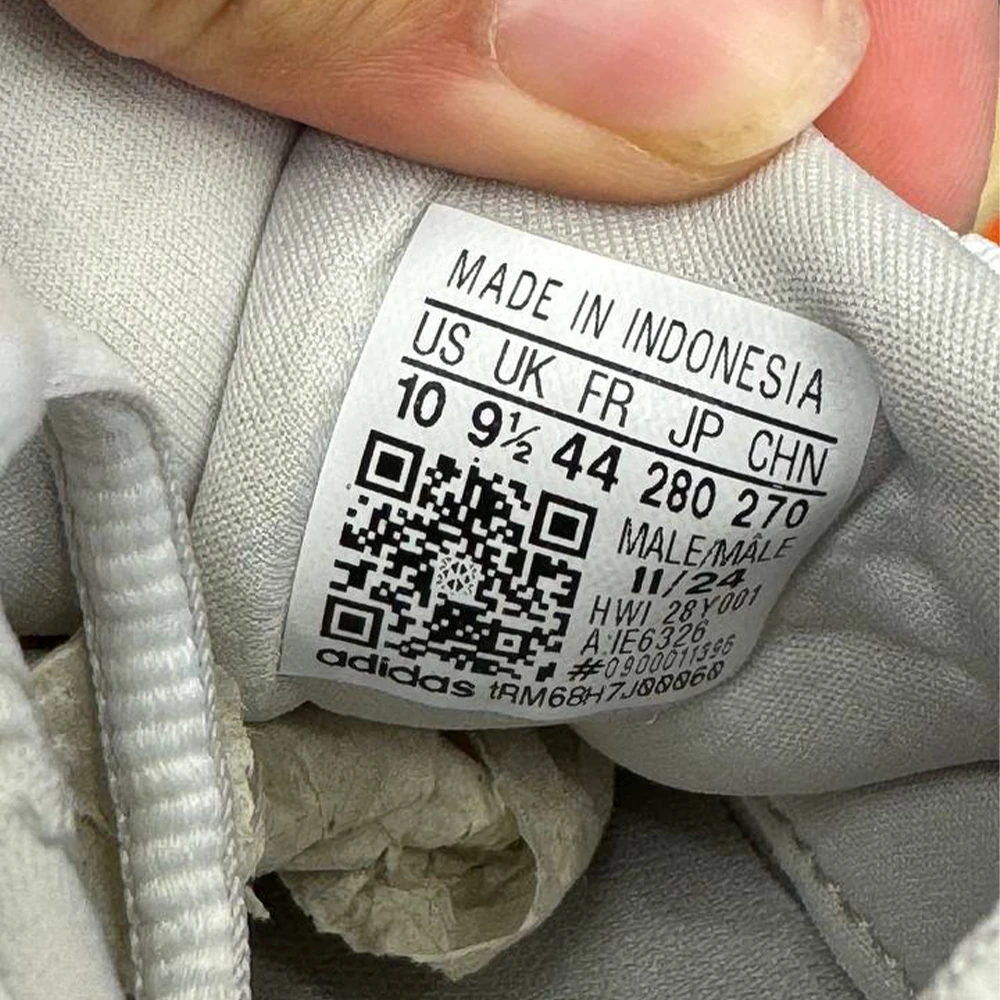 MADE IN INDONESIA
US UK FR JP CHN
10 9½ 44 280 270
MALE/MÂLE
11/24
HWI 28Y001
A:IE6326
#0900011396
adidas tRM68H7J00060